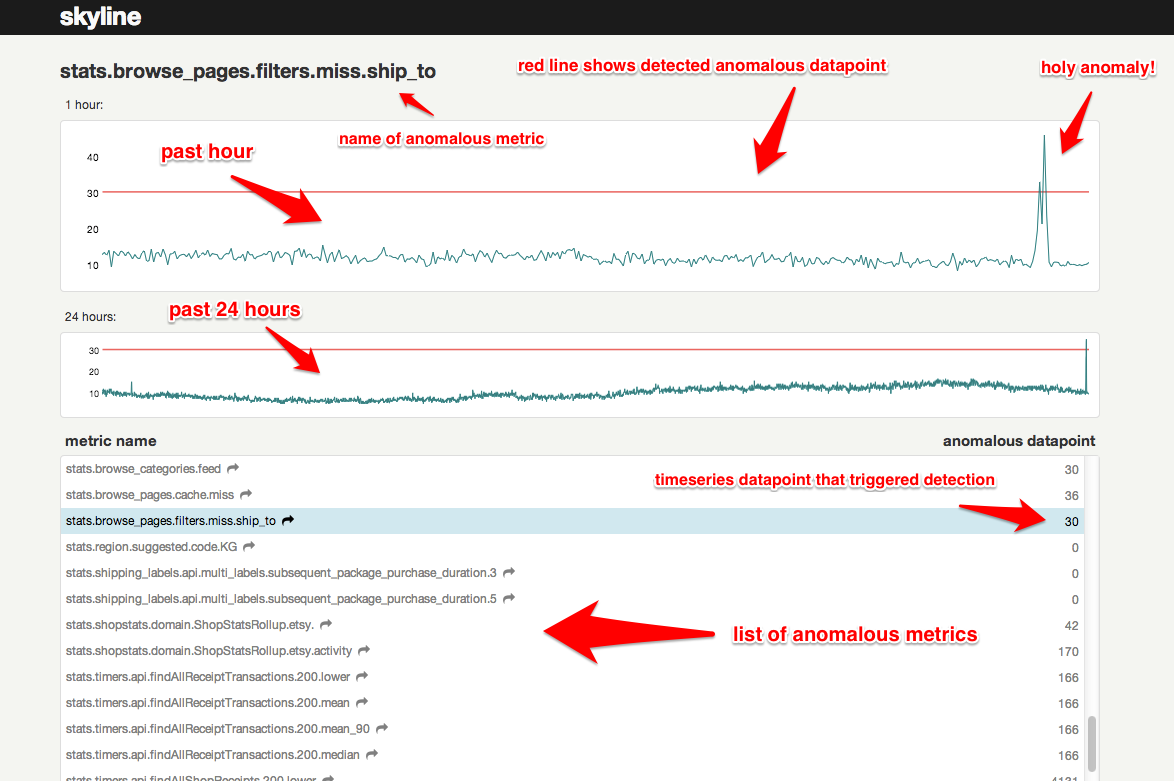 skyline
stats.browse_pages.filters.miss.ship_to
red line shows detected anomalous datapoint
holy anomaly!
1 hour:
name of anomalous metric
past hour
40
30
20
10
past 24 hours
24 hours:
30
20
10
metric name anomalous datapoint
stats.browse_categories.feed 30
timeseries datapoint that triggered detection
stats.browse_pages.cache.miss 36
stats.browse_pages.filters.miss.ship_to 30
stats.region.suggested.code.KG 0
stats.shipping_labels.api.multi_labels.subsequent_package_purchase_duration.3 0
stats.shipping_labels.api.multi_labels.subsequent_package_purchase_duration.5 0
stats.shopstats.domain.ShopStatsRollup.etsy. 42
list of anomalous metrics
stats.shopstats.domain.ShopStatsRollup.etsy.activity 170
stats.timers.api.findAllReceiptTransactions.200.lower 166
stats.timers.api.findAllReceiptTransactions.200.mean 166
stats.timers.api.findAllReceiptTransactions.200.mean_90 166
stats.timers.api.findAllReceiptTransactions.200.median 166
stats.timers.api.findAllShopReceipts.200.lower